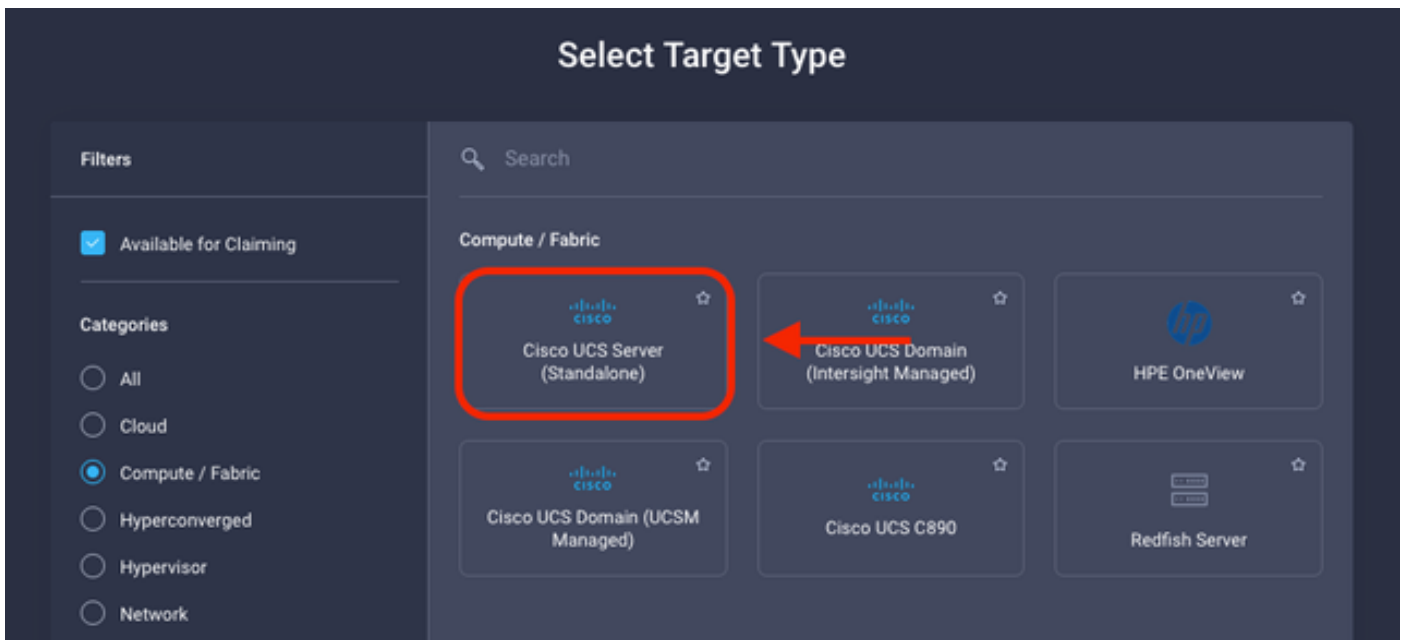 Select Target Type
Filters
Available for Claiming
Categories
All
Cloud
Compute / Fabric
Hyperconverged
Hypervisor
Network
Search
Compute / Fabric
CISCO
Cisco UCS Server
(Standalone)
CISCO
Cisco UCS Domain
(Intersight Managed)
hp
HPE OneView
CISCO
Cisco UCS Domain (UCSM
Managed)
CISCO
Cisco UCS C890
Redfish Server